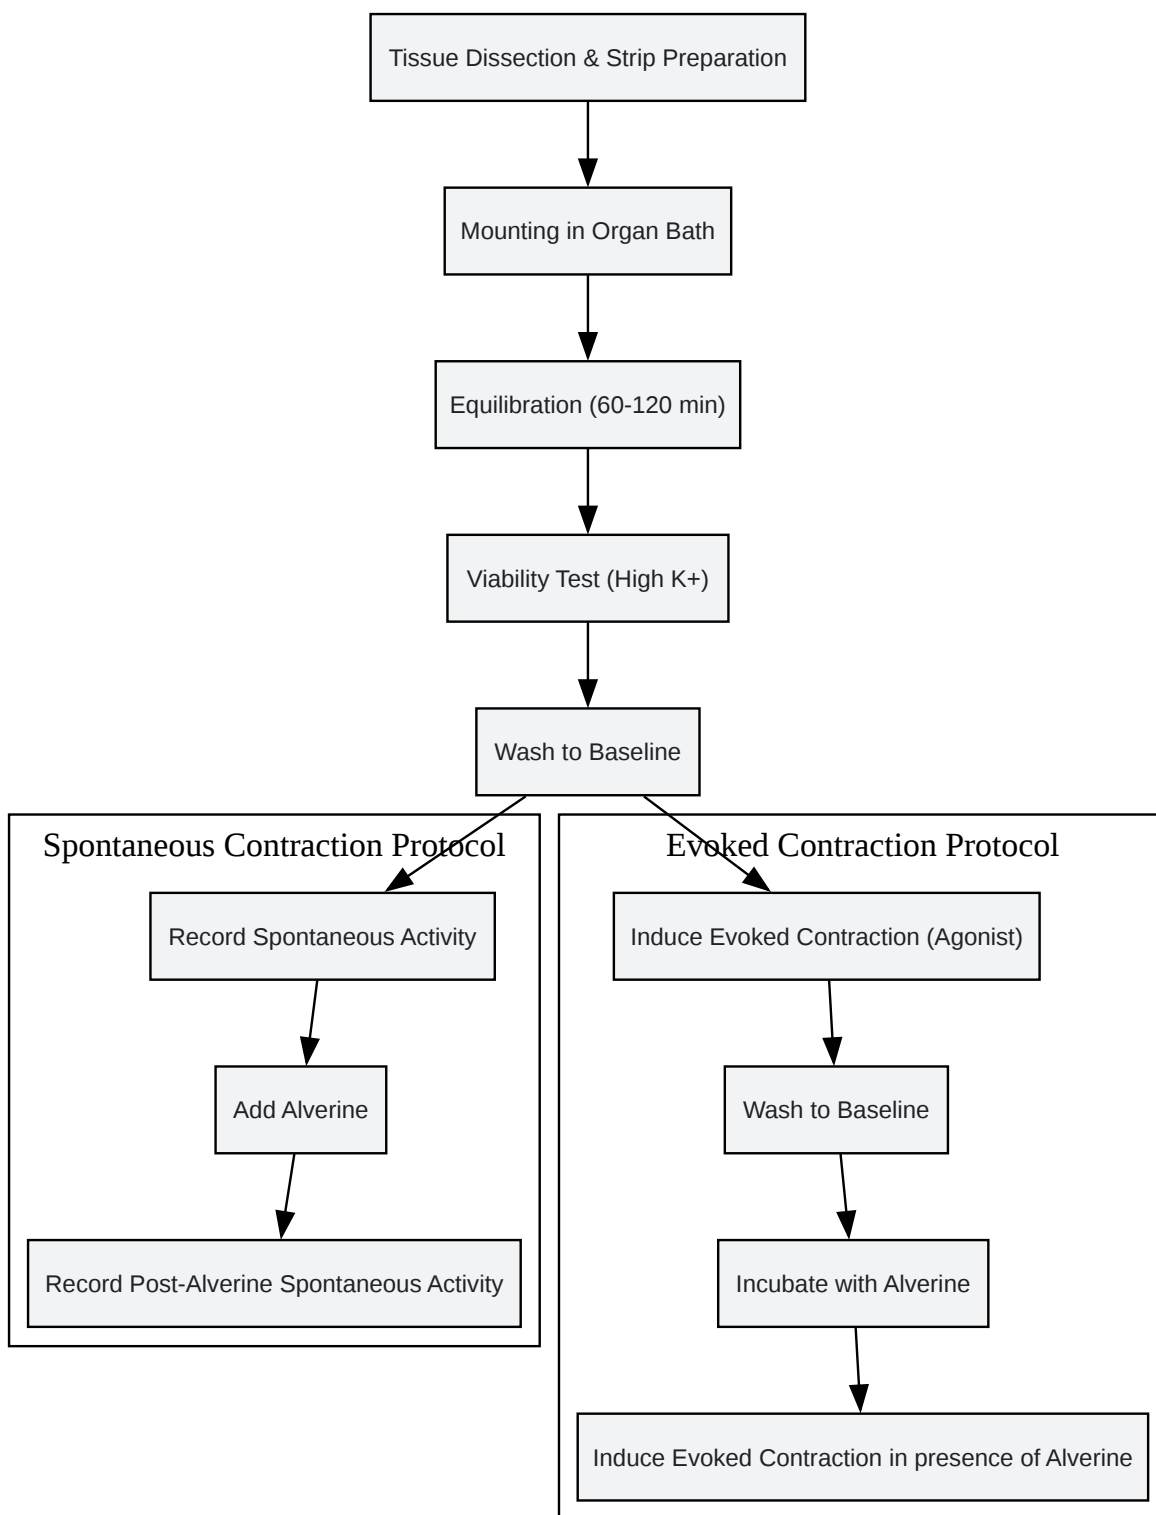 Tissue Dissection & Strip Preparation
Mounting in Organ Bath
Equilibration (60-120 min)
Viability Test (High K+)
Wash to Baseline
Spontaneous Contraction Protocol
Record Spontaneous Activity
Add Alverine
Record Post-Alverine Spontaneous Activity
Evoked Contraction Protocol
Induce Evoked Contraction (Agonist)
Wash to Baseline
Incubate with Alverine
Induce Evoked Contraction in presence of Alverine